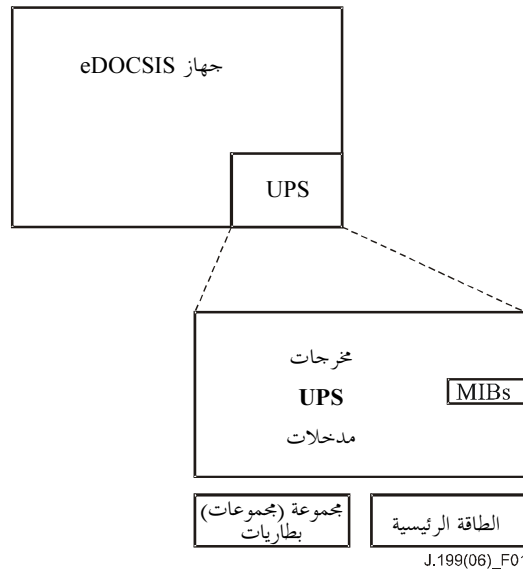 جهاز eDOCSIS
UPS
مخرجات
UPS
MIBs
مدخلات
مجموعة (مجموعات)
بطاريات
الطاقة الرئيسية
J.199(06)_F01